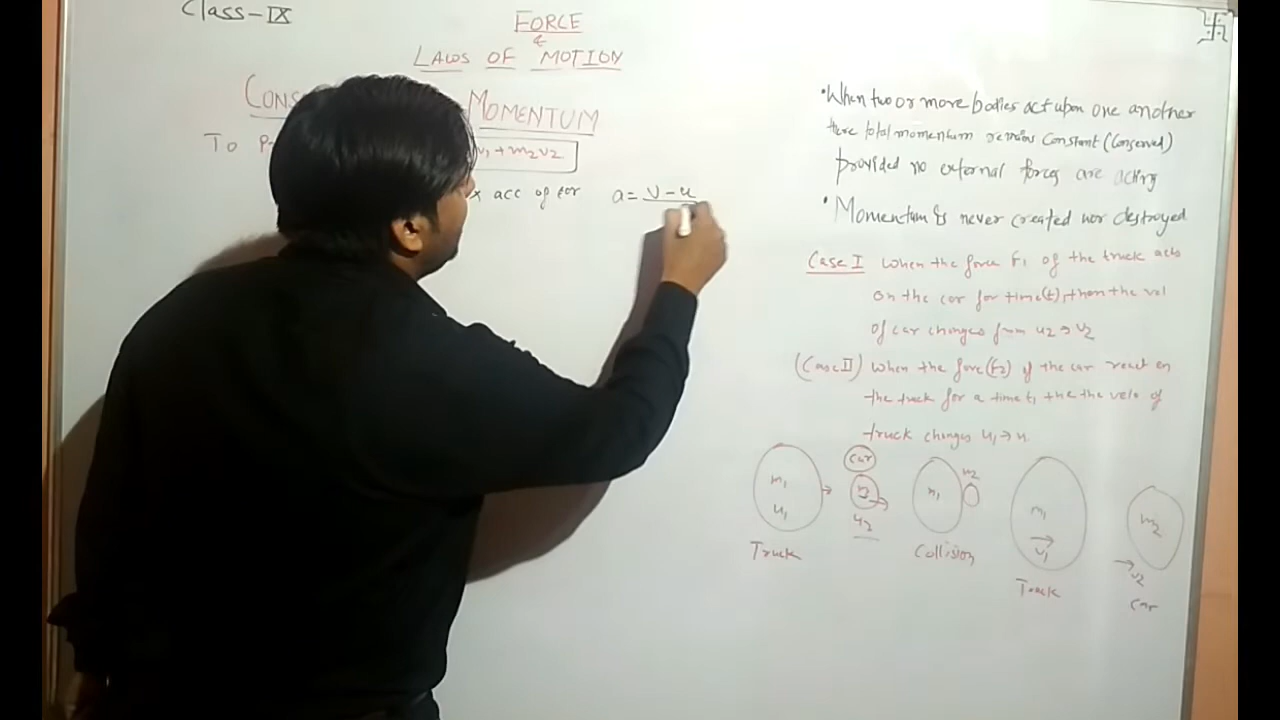 Class-IX
FORCE
&
LAWS OF MOTION
CONS MOMENTUM
To P v₁+m₂v₂
x acc of car a= v-u
•When two or more bodies act upon one another
there total momentum remains constant (conserved)
provided no external forces are acting
•Momentum is never created nor destroyed
Case I When the force F₁ of the truck acts
on the car for time(t), then the vel
of car changes from u₂→v₂
(Case II) When the force(F₂) of the car react on
the truck for a time t, the the velo of
truck changes u₁→
Car
m₁ m₁ m₂ m₁ m₂
u₁ u₂ v₁ v₂
Truck Collision Truck Car